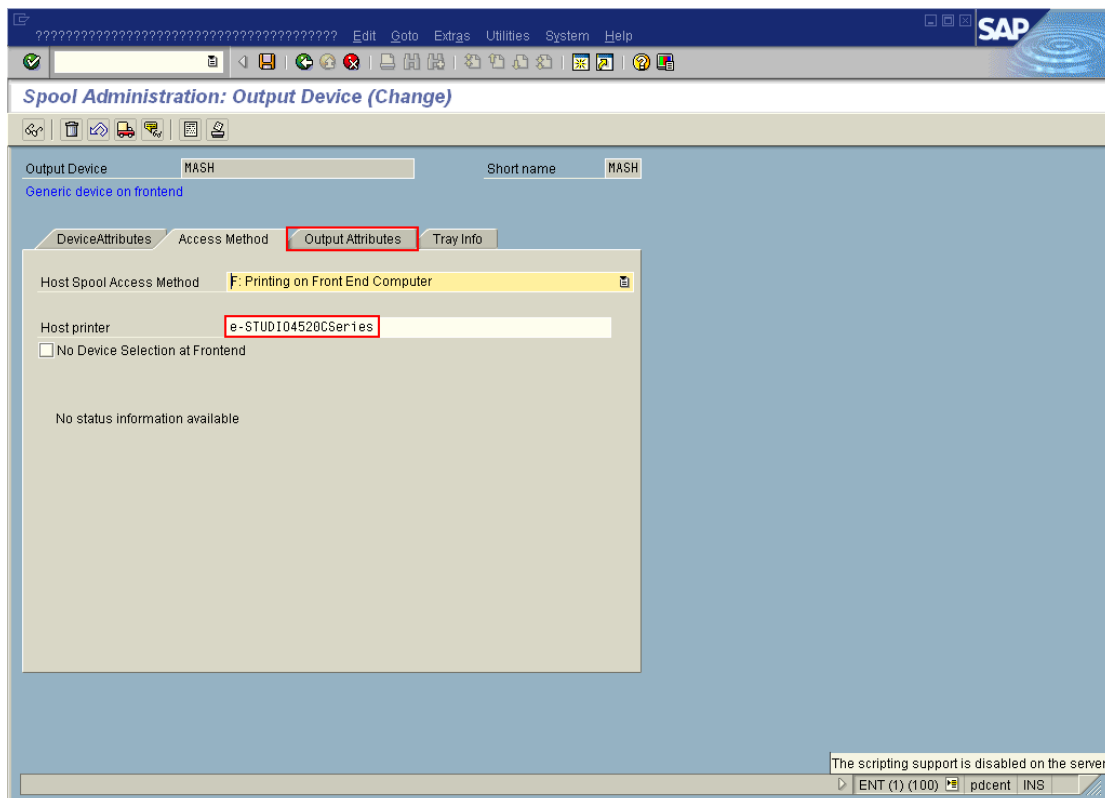 ???????????????????????????????????????? Edit Goto Extras Utilities System Help
SAP
Spool Administration: Output Device (Change)
Output Device MASH Short name MASH
Generic device on frontend
DeviceAttributes Access Method Output Attributes Tray Info
Host Spool Access Method F: Printing on Front End Computer
Host printer e-STUDIO4520CSeries
No Device Selection at Frontend
No status information available
The scripting support is disabled on the server
ENT (1) (100) pdcent INS